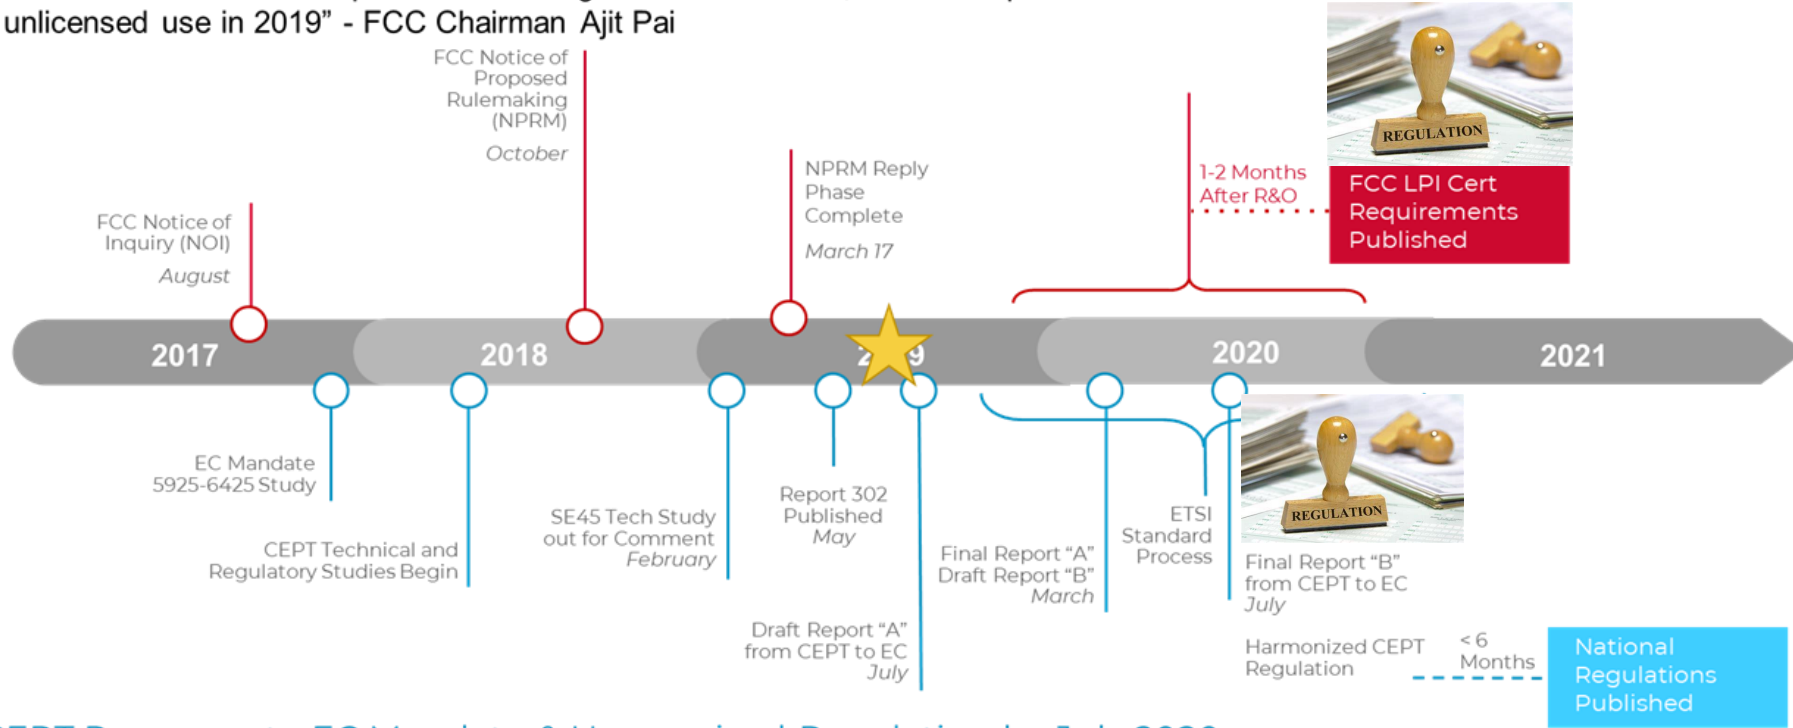 unlicensed use in 2019” - FCC Chairman Ajit Pai
FCC Notice of
Proposed
Rulemaking
(NPRM)
October
FCC Notice of
Inquiry (NOI)
August
NPRM Reply
Phase
Complete
March 17
1-2 Months
After R&O
REGULATION
FCC LPI Cert
Requirements
Published
2017
2018
2020
2021
EC Mandate
5925-6425 Study
CEPT Technical and
Regulatory Studies Begin
SE45 Tech Study
out for Comment
February
Report 302
Published
May
Draft Report “A”
from CEPT to EC
July
Final Report “A”
Draft Report “B”
March
ETSI
Standard
Process
REGULATION
Final Report “B”
from CEPT to EC
July
Harmonized CEPT
Regulation
< 6
Months
National
Regulations
Published